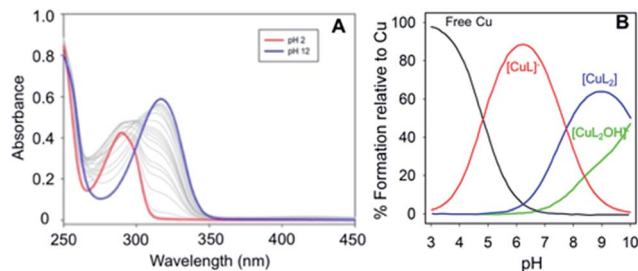 A
pH 2
pH 12
1.0
0.8
0.6
0.4
0.2
0
Absorbance
250
300
350
400
450
Wavelength (nm)
B
Free Cu
[CuL]⁻
[CuL₂]
[CuL₂OH]
100
80
60
40
20
0
% Formation relative to Cu
3
4
5
6
7
8
9
10
pH